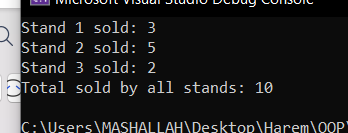 Microsoft Visual Studio Debug Console
Stand 1 sold: 3
Stand 2 sold: 5
Stand 3 sold: 2
Total sold by all stands: 10
C:\Users\MASHALLAH\Desktop\Harem\OOP\